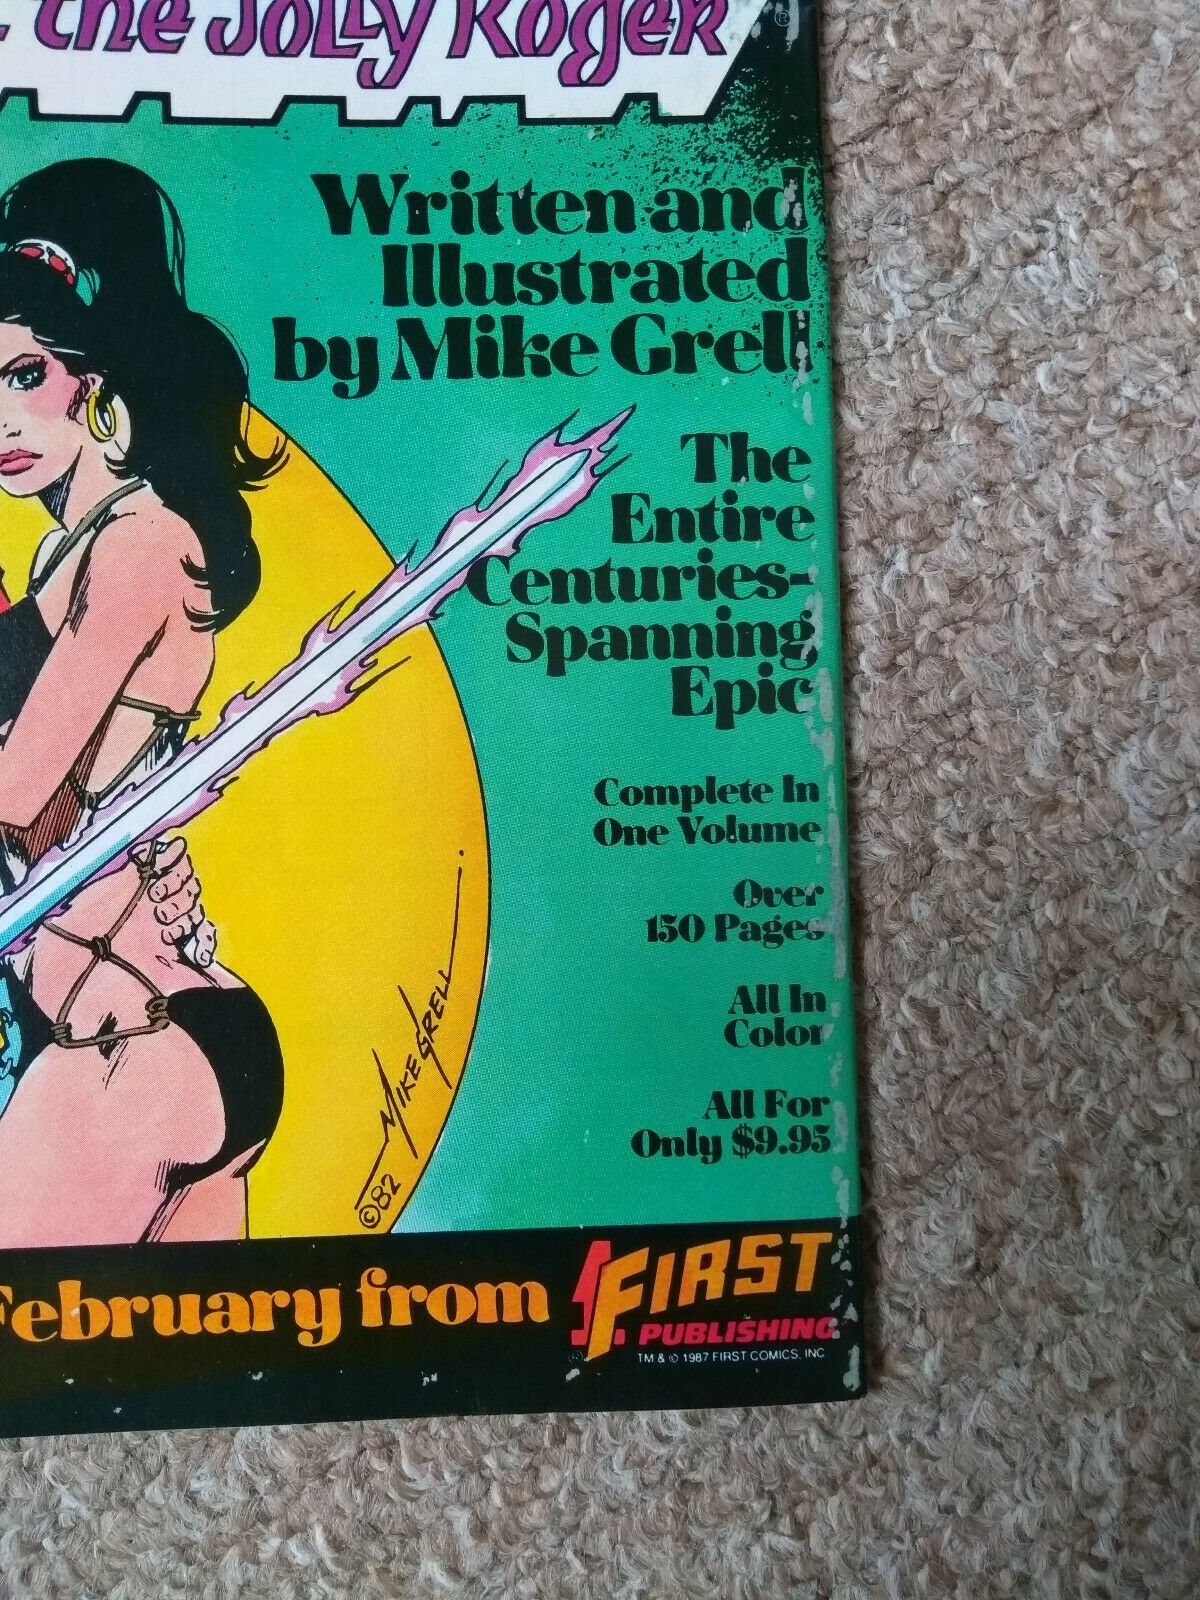 the Jolly Roger
®
Written and
Illustrated
by Mike Grell
The
Entire
Centuries-
Spanning
Epic
Complete In
One Volume
Over
150 Pages
All In
Color
All For
Only $9.95
MIKE GRELL
©82
February from
FIRST
PUBLISHING
®
TM & © 1987 FIRST COMICS, INC.